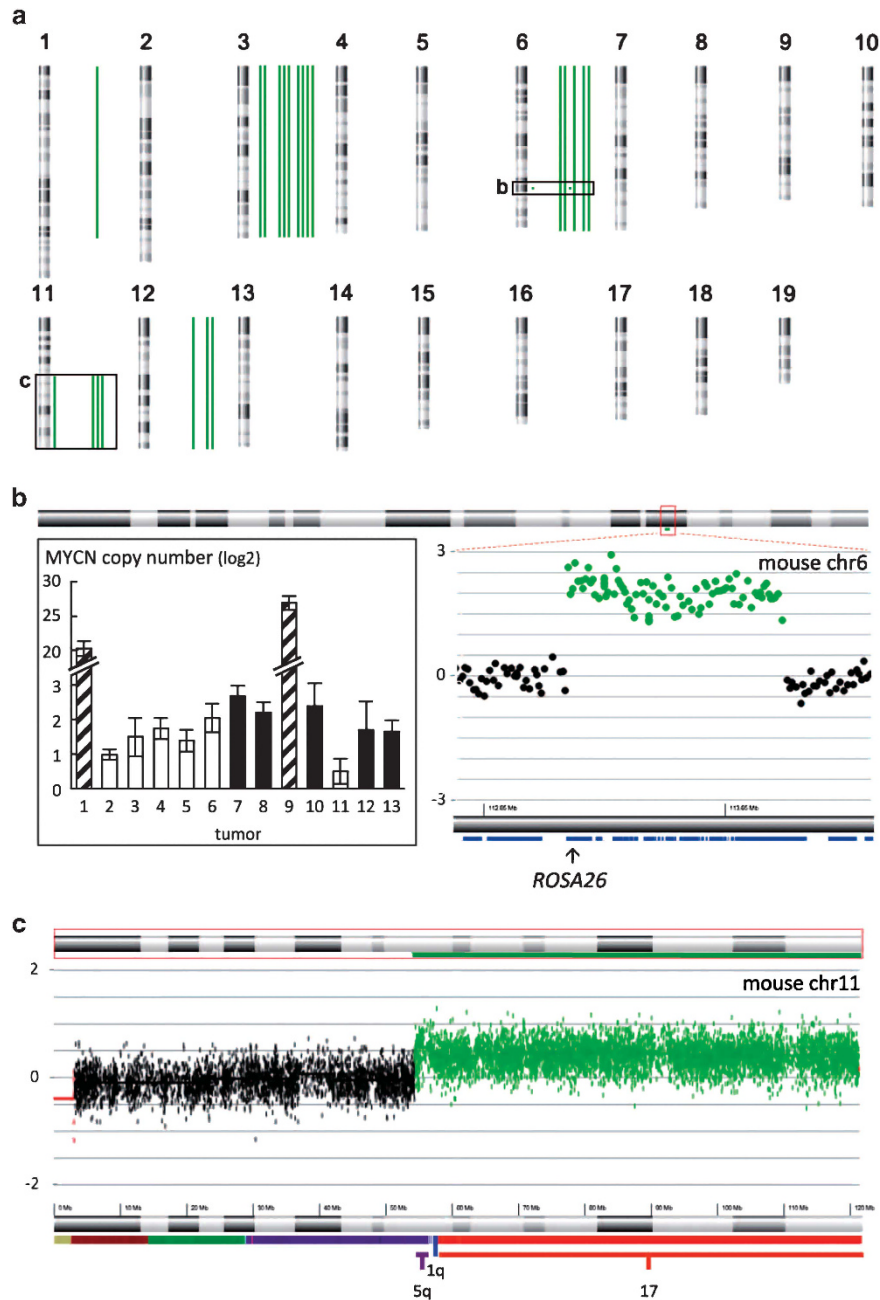 a
1 2 3 4 5 6 7 8 9 10
b
11 12 13 14 15 16 17 18 19
c
b
MYCN copy number (log2)
30
25
20
3
2
1
0
1 2 3 4 5 6 7 8 9 10 11 12 13
tumor
3
mouse chr6
0
-3
113.65 Mb
ROSA26
c
2
mouse chr11
0
-2
0 Mb 10 Mb 20 Mb 30 Mb 40 Mb 50 Mb 60 Mb 70 Mb 80 Mb 90 Mb 100 Mb 110 Mb 120 Mb
1q
5q 17